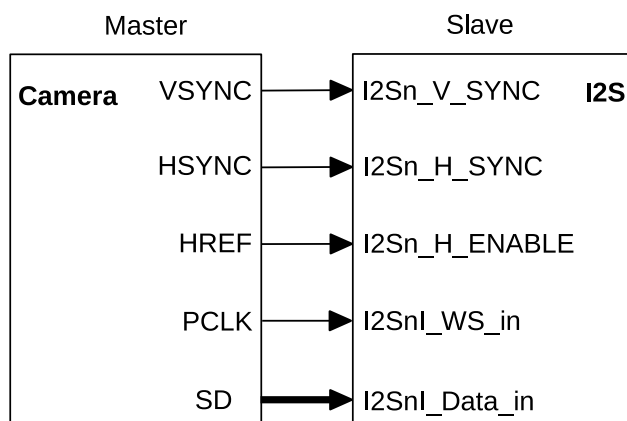 Master Slave
Camera VSYNC I2Sn_V_SYNC I2S
HSYNC I2Sn_H_SYNC
HREF I2Sn_H_ENABLE
PCLK I2SnI_WS_in
SD I2SnI_Data_in